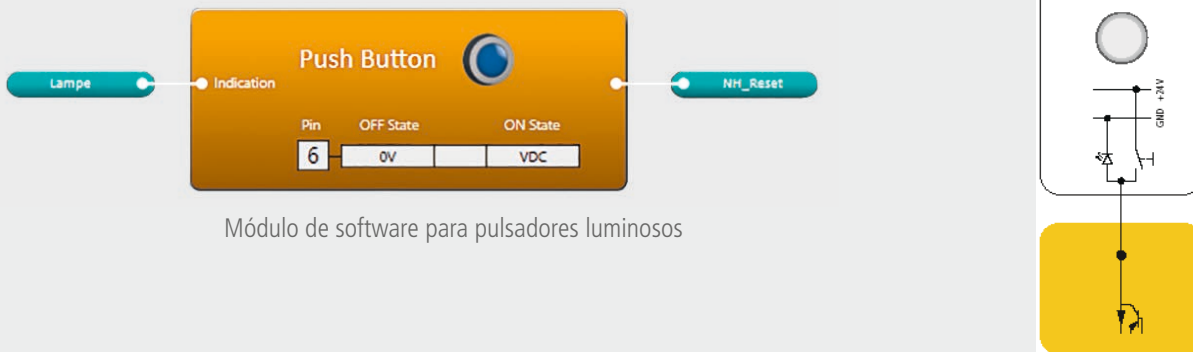 Push Button
Lampe
Indication
NH_Reset
Pin OFF State ON State
6 0V VDC
Módulo de software para pulsadores luminosos
+24V
GND